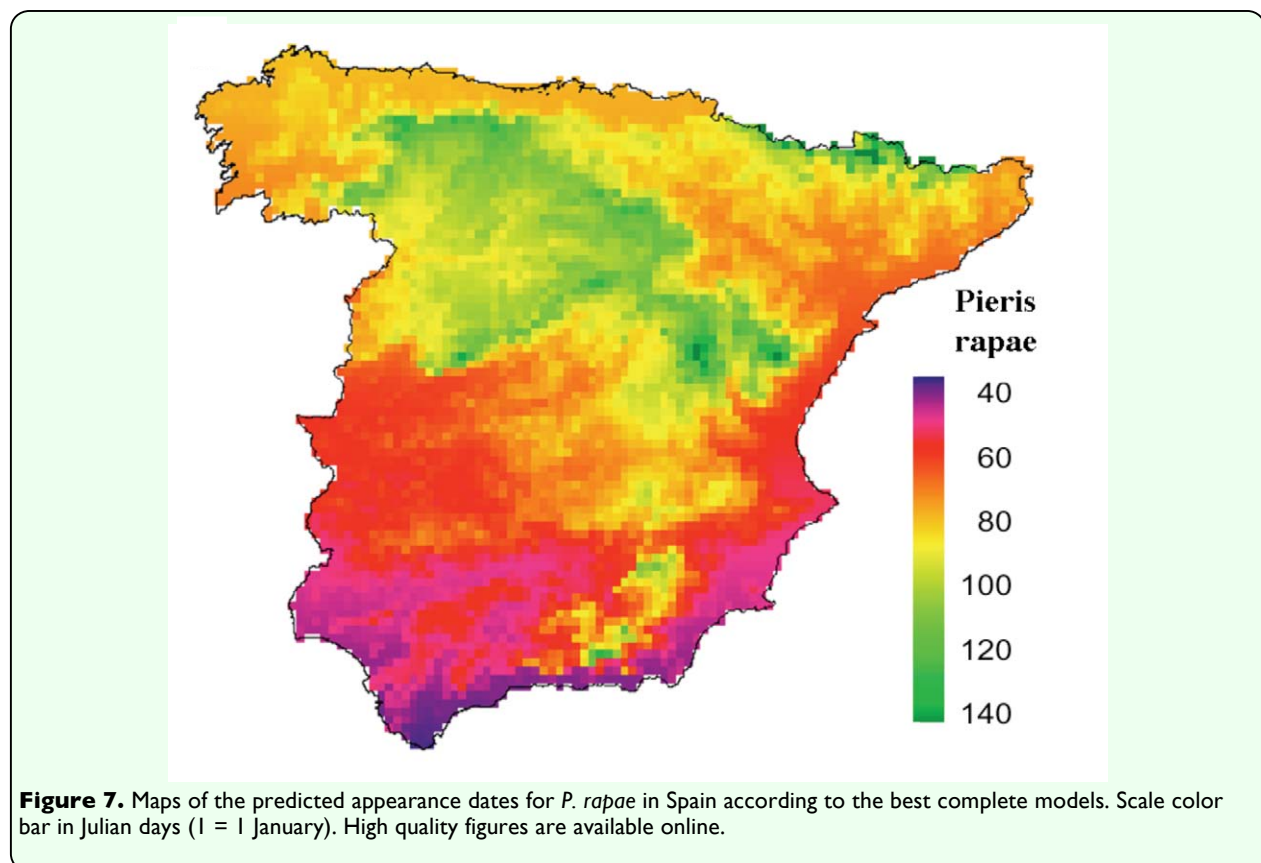 Pieris
rapae
40
60
80
100
120
140
Figure 7. Maps of the predicted appearance dates for P. rapae in Spain according to the best complete models. Scale color
bar in Julian days (1 = 1 January). High quality figures are available online.